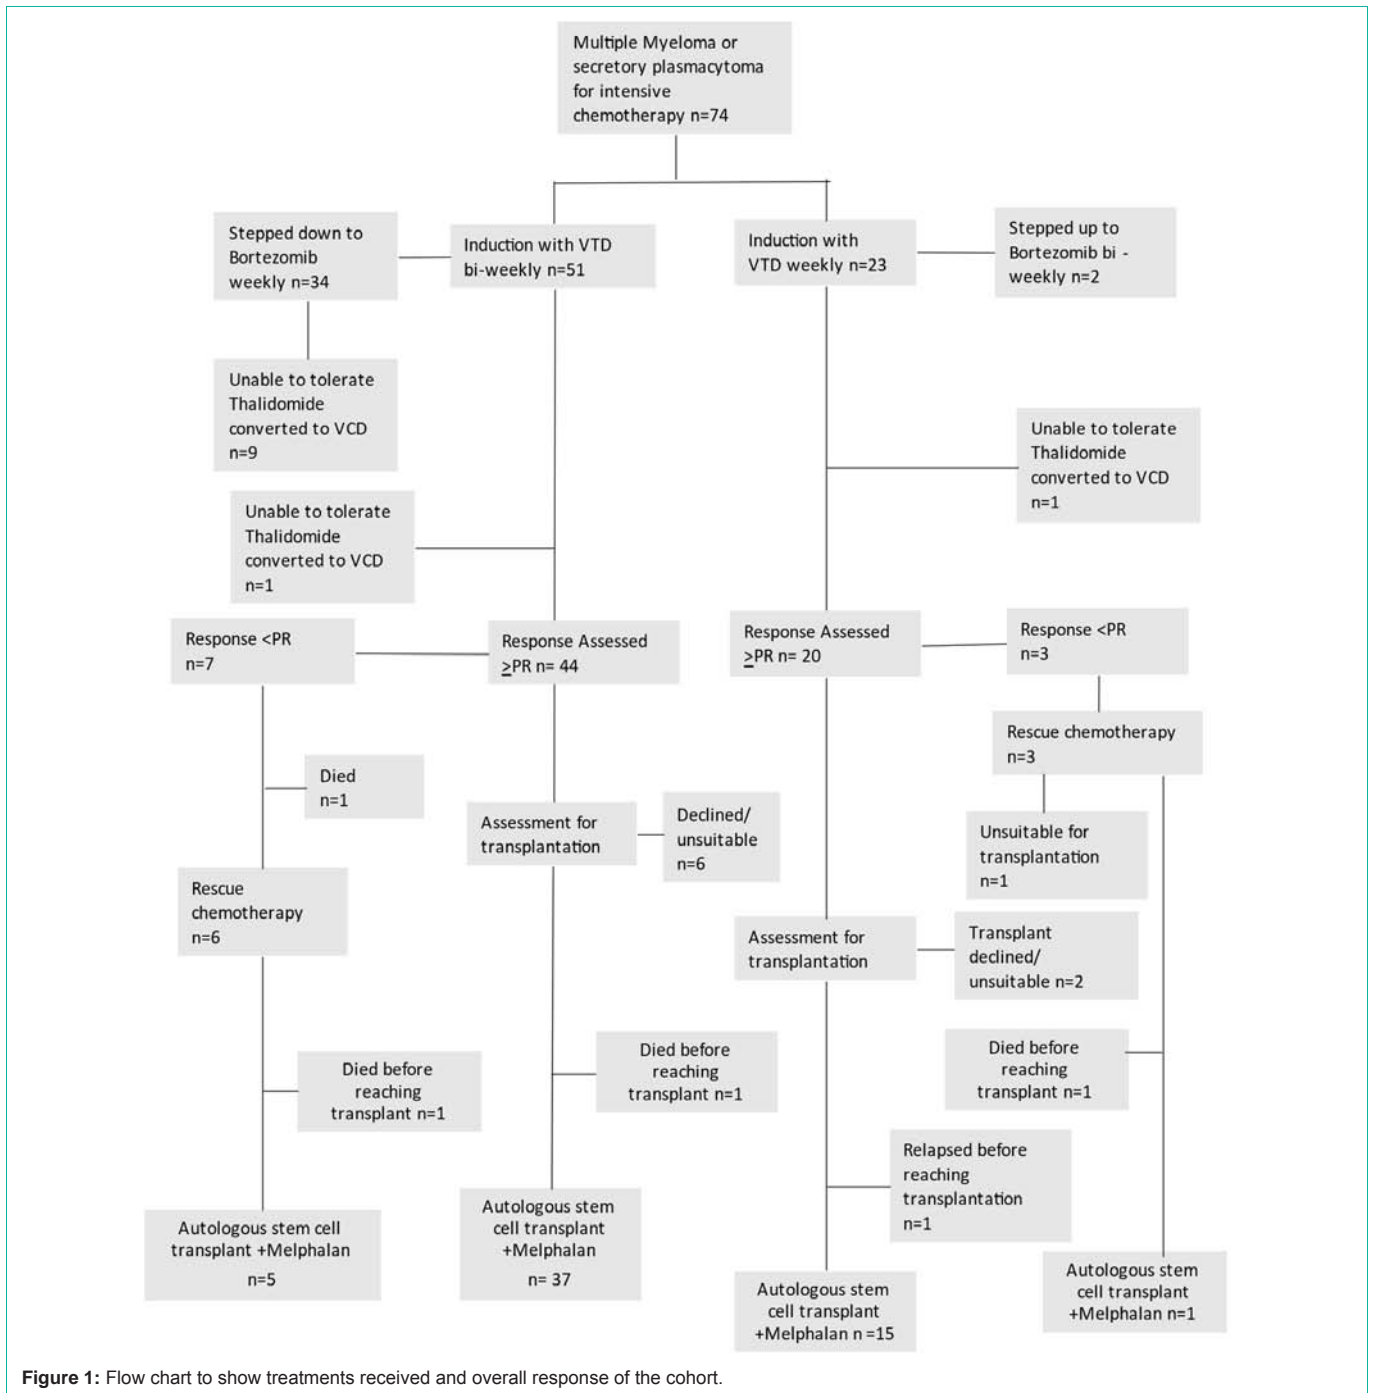 Multiple Myeloma or
secretory plasmacytoma
for intensive
chemotherapy n=74
Stepped down to
Bortezomib
weekly n=34
Induction with VTD
bi-weekly n=51
Induction with
VTD weekly n=23
Stepped up to
Bortezomib bi -
weekly n=2
Unable to tolerate
Thalidomide
converted to VCD
n=9
Unable to tolerate
Thalidomide
converted to VCD
n=1
Unable to tolerate
Thalidomide
converted to VCD
n=1
Response <PR
n=7
Response Assessed
≥PR n= 44
Response Assessed
≥PR n= 20
Response <PR
n=3
Rescue chemotherapy
n=3
Died
n=1
Assessment for
transplantation
Declined/
unsuitable
n=6
Unsuitable for
transplantation
n=1
Rescue
chemotherapy
n=6
Assessment for
transplantation
Transplant
declined/
unsuitable n=2
Died before
reaching
transplant n=1
Died before
reaching
transplant n=1
Died before
reaching
transplant n=1
Relapsed before
reaching
transplantation
n=1
Autologous stem cell
transplant +Melphalan
n=5
Autologous stem
cell transplant
+Melphalan
n= 37
Autologous stem
cell transplant
+Melphalan n =15
Autologous stem
cell transplant
+Melphalan n=1
Figure 1: Flow chart to show treatments received and overall response of the cohort.